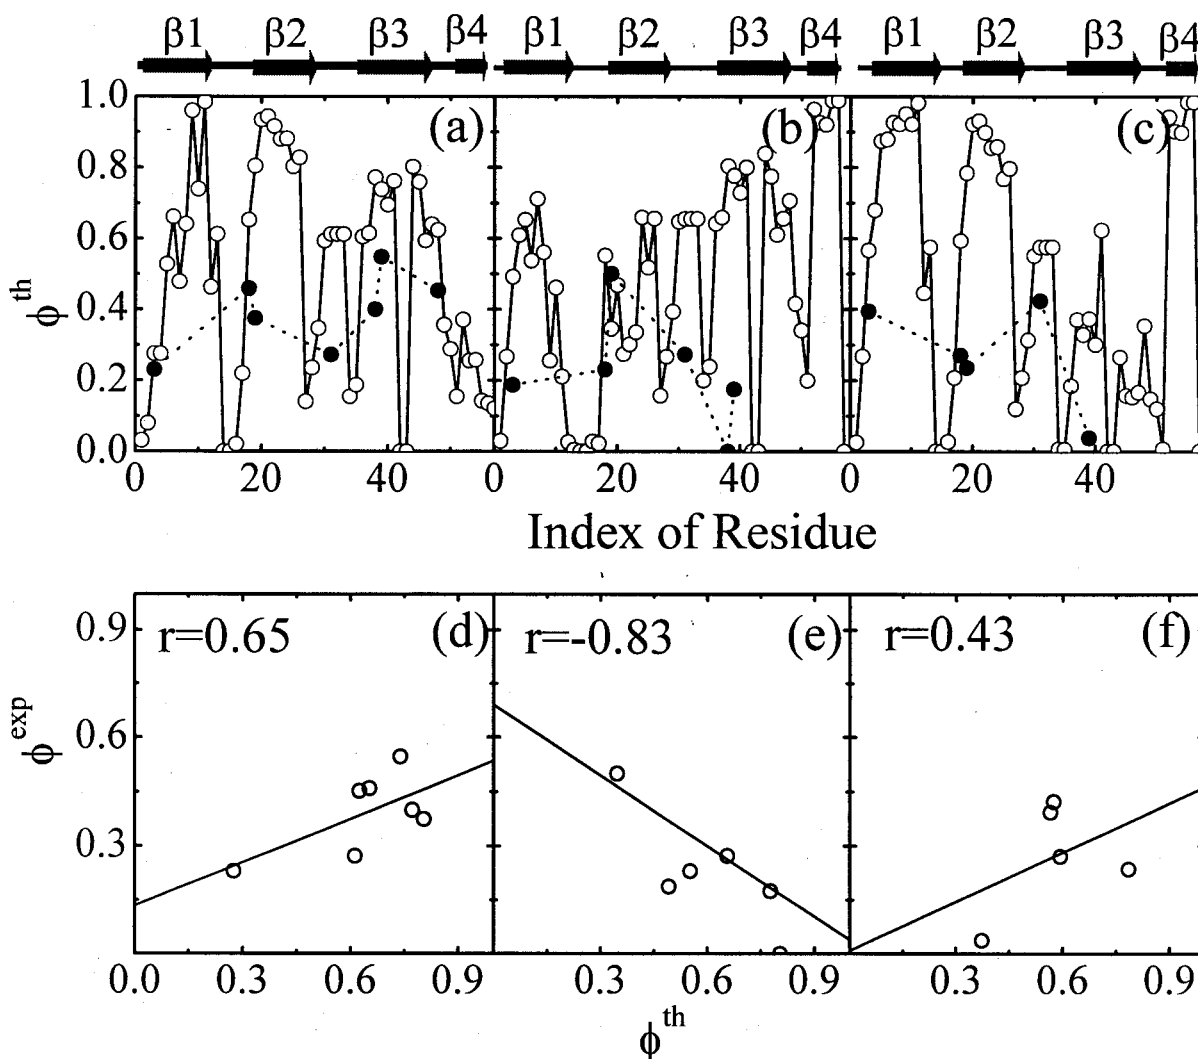 β1 β2 β3 β4 β1 β2 β3 β4 β1 β2 β3 β4
1.0 (a) (b) (c)
0.8
0.6
ϕth
0.4
0.2
0.0
0 20 40 0 20 40 0 20 40
Index of Residue
0.9 r=0.65 (d) r=-0.83 (e) r=0.43 (f)
ϕexp
0.6
0.3
0.0 0.3 0.6 0.9 0.3 0.6 0.9 0.3 0.6 0.9
ϕth